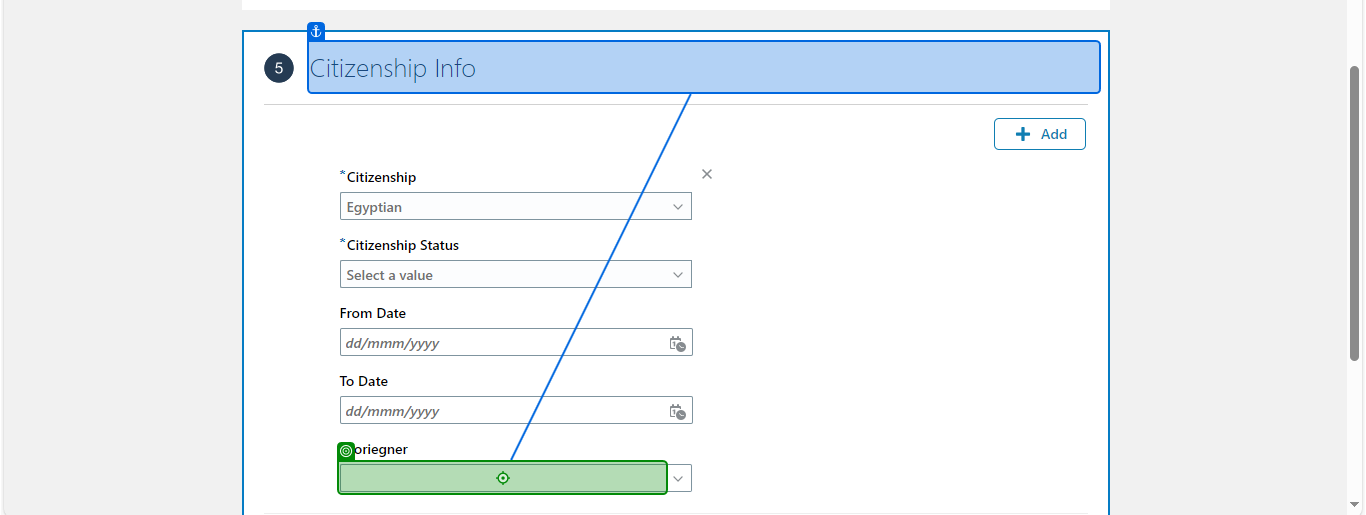 5 Citizenship Info
Add
*Citizenship
Egyptian
*Citizenship Status
Select a value
From Date
dd/mmm/yyyy
To Date
dd/mmm/yyyy
oriegner